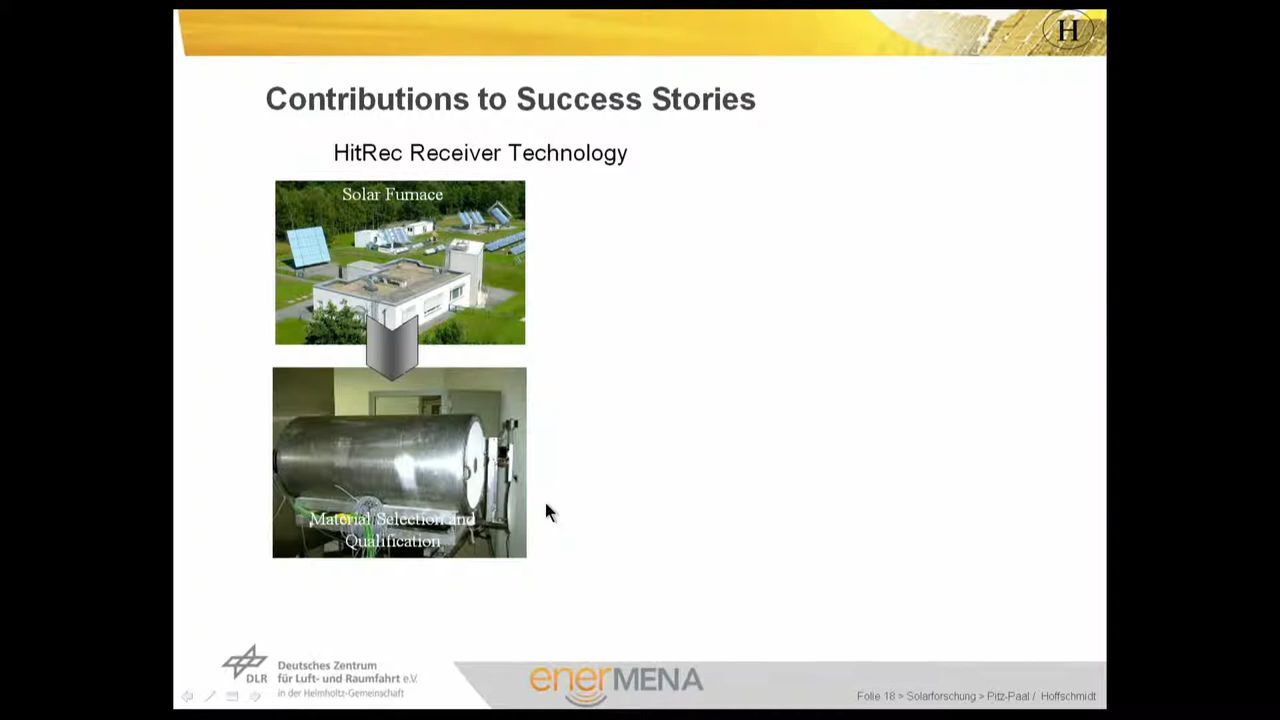 H
Contributions to Success Stories
HitRec Receiver Technology
Solar Furnace
Material Selection and
Qualification
DLR
Deutsches Zentrum
für Luft- und Raumfahrt e.V.
in der Helmholtz-Gemeinschaft
enerMENA
Folie 18 > Solarforschung > Pitz-Paal / Hoffschmidt